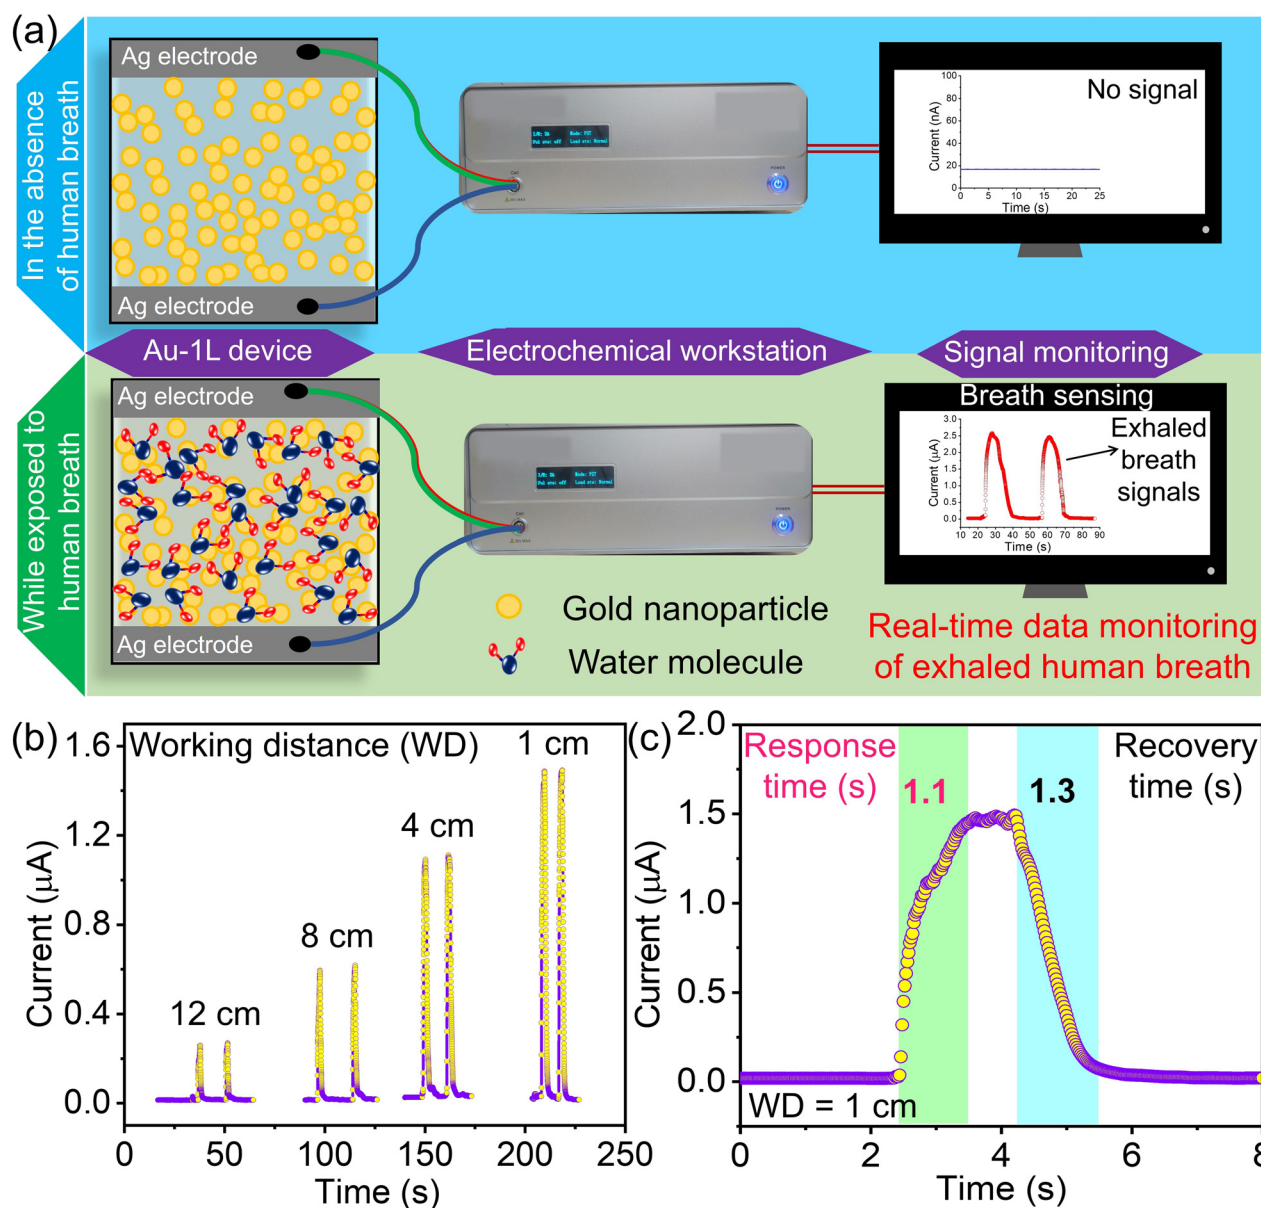 (a)
In the absence
of human breath
Ag electrode
Ag electrode
Cell
POWER
No signal
Current (nA)
100
80
60
40
20
0
0 5 10 15 20 25
Time (s)
Au-1L device
Electrochemical workstation
Signal monitoring
While exposed to
human breath
Ag electrode
Ag electrode
Cell
POWER
Breath sensing
Current (µA)
3.0
2.5
2.0
1.5
1.0
0.5
0.0
10 20 30 40 50 60 70 80 90
Time (s)
Exhaled
breath
signals
Gold nanoparticle
Water molecule
Real-time data monitoring
of exhaled human breath
(b)
Working distance (WD)
1 cm
4 cm
8 cm
12 cm
Current (µA)
1.6
1.2
0.8
0.4
0.0
0 50 100 150 200 250
Time (s)
(c)
Response
time (s)
1.1
1.3
Recovery
time (s)
Current (µA)
2.0
1.5
1.0
0.5
0.0
WD = 1 cm
0 2 4 6 8
Time (s)